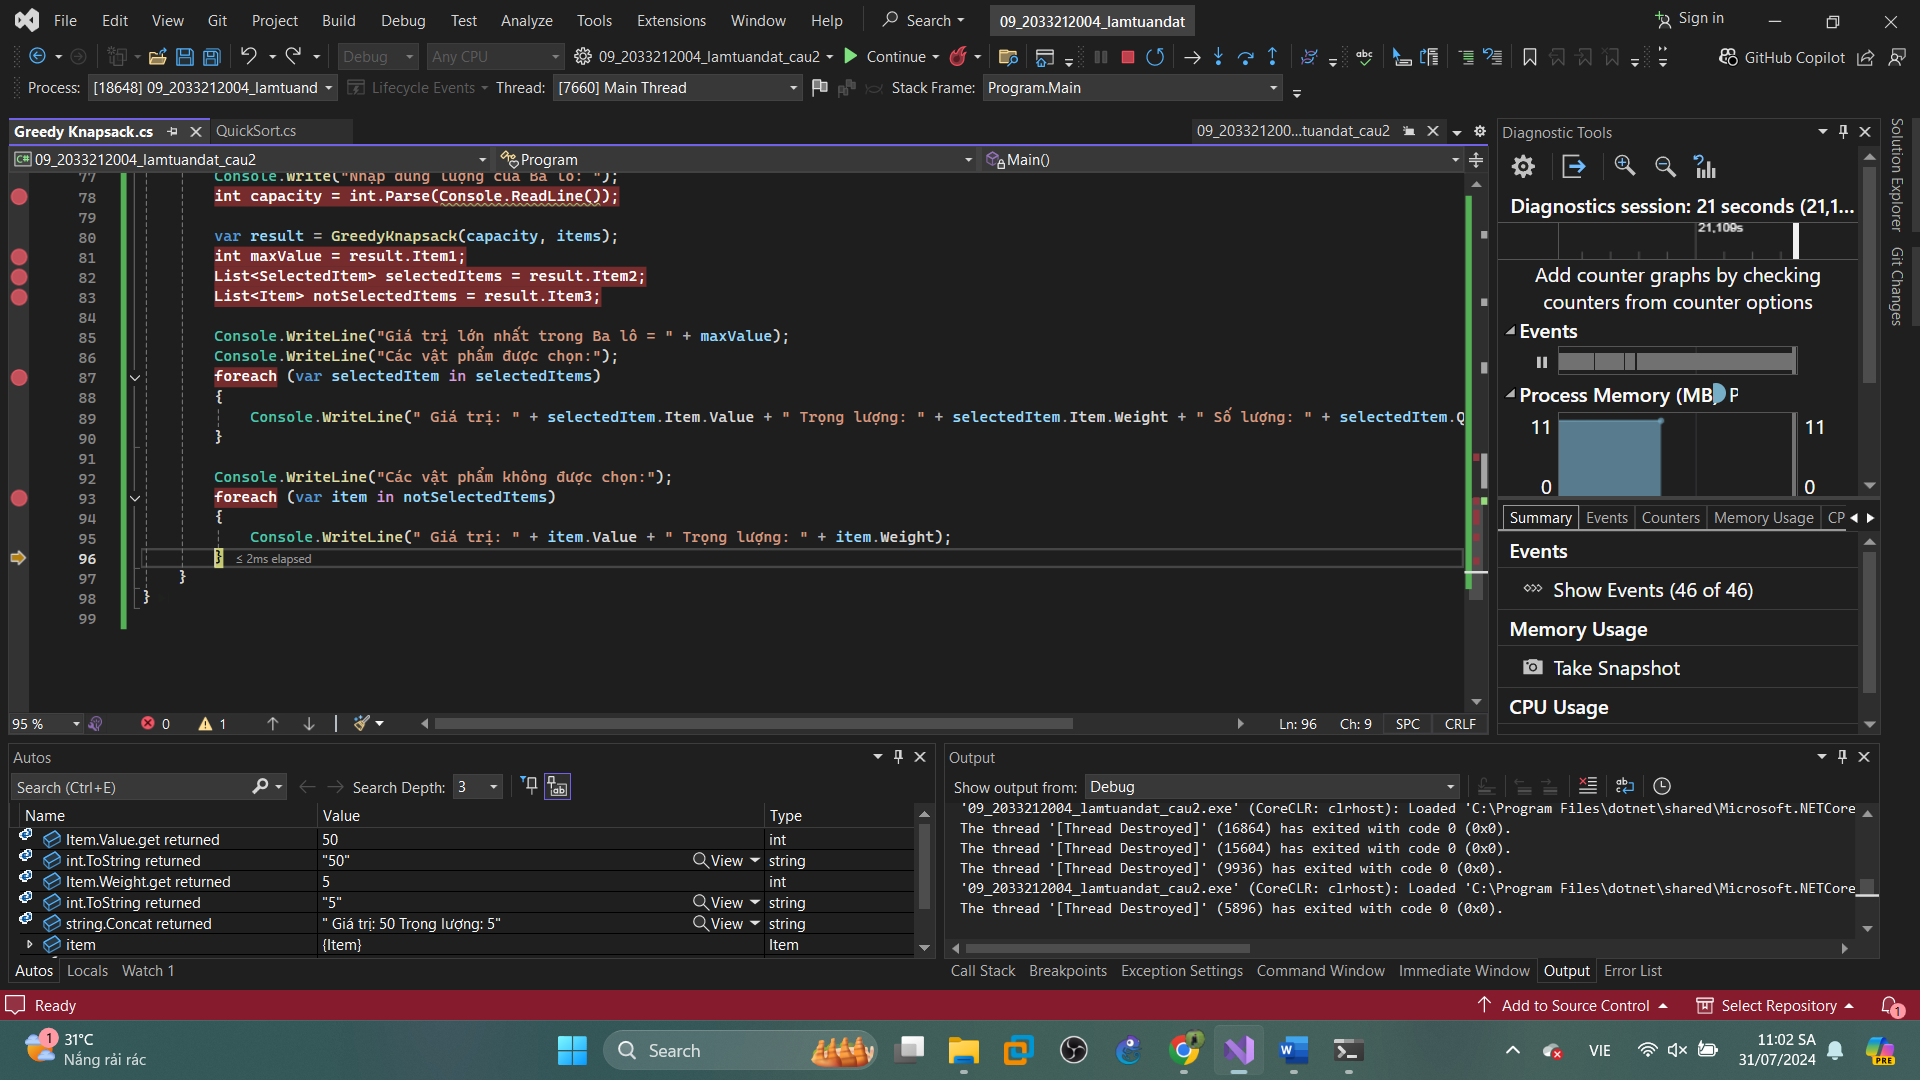 File Edit View Git Project Build Debug Test Analyze Tools Extensions Window Help Search 09_2033212004_lamtuandat Sign in
Debug Any CPU 09_2033212004_lamtuandat_cau2 Continue GitHub Copilot
Process: [18648] 09_2033212004_lamtuand Lifecycle Events Thread: [7660] Main Thread Stack Frame: Program.Main
Greedy Knapsack.cs QuickSort.cs 09_203321200...tuandat_cau2
09_2033212004_lamtuandat_cau2 Program Main()
77 Console.Write("Nhập dung lượng của Ba lô: ");
78 int capacity = int.Parse(Console.ReadLine());
79
80 var result = GreedyKnapsack(capacity, items);
81 int maxValue = result.Item1;
82 List<SelectedItem> selectedItems = result.Item2;
83 List<Item> notSelectedItems = result.Item3;
84
85 Console.WriteLine("Giá trị lớn nhất trong Ba lô = " + maxValue);
86 Console.WriteLine("Các vật phẩm được chọn:");
87 foreach (var selectedItem in selectedItems)
88 {
89 Console.WriteLine(" Giá trị: " + selectedItem.Item.Value + " Trọng lượng: " + selectedItem.Item.Weight + " Số lượng: " + selectedItem.Q
90 }
91
92 Console.WriteLine("Các vật phẩm không được chọn:");
93 foreach (var item in notSelectedItems)
94 {
95 Console.WriteLine(" Giá trị: " + item.Value + " Trọng lượng: " + item.Weight);
96 } ≤ 2ms elapsed
97 }
98 }
99
95 % 0 1 Ln: 96 Ch: 9 SPC CRLF
Diagnostic Tools
Diagnostics session: 21 seconds (21,1...
21,109s
Add counter graphs by checking
counters from counter options
Events
Process Memory (MB) P
11 11
0 0
Summary Events Counters Memory Usage CP
Events
Show Events (46 of 46)
Memory Usage
Take Snapshot
CPU Usage
Solution Explorer
Git Changes
Autos
Search (Ctrl+E) Search Depth: 3
Name Value Type
Item.Value.get returned 50 int
int.ToString returned "50" View string
Item.Weight.get returned 5 int
int.ToString returned "5" View string
string.Concat returned " Giá trị: 50 Trọng lượng: 5" View string
item {Item} Item
Autos Locals Watch 1
Output
Show output from: Debug
'09_2033212004_lamtuandat_cau2.exe' (CoreCLR: clrhost): Loaded 'C:\Program Files\dotnet\shared\Microsoft.NETCore
The thread '[Thread Destroyed]' (16864) has exited with code 0 (0x0).
The thread '[Thread Destroyed]' (15604) has exited with code 0 (0x0).
The thread '[Thread Destroyed]' (9936) has exited with code 0 (0x0).
'09_2033212004_lamtuandat_cau2.exe' (CoreCLR: clrhost): Loaded 'C:\Program Files\dotnet\shared\Microsoft.NETCore
The thread '[Thread Destroyed]' (5896) has exited with code 0 (0x0).
Call Stack Breakpoints Exception Settings Command Window Immediate Window Output Error List
Ready Add to Source Control Select Repository 1
1 31°C
Nắng rải rác
Search
VIE
11:02 SA
31/07/2024
PRE